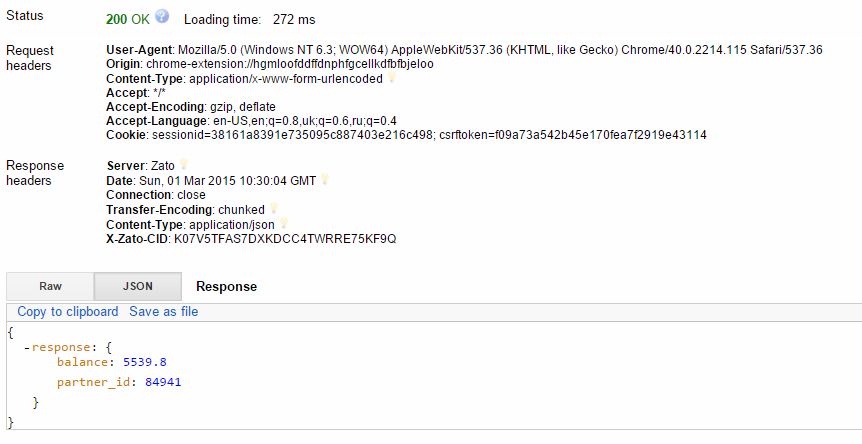 Status 200 OK Loading time: 272 ms
Request headers
User-Agent: Mozilla/5.0 (Windows NT 6.3; WOW64) AppleWebKit/537.36 (KHTML, like Gecko) Chrome/40.0.2214.115 Safari/537.36
Origin: chrome-extension://hgmloofddffdnphfgcellkdfbfbjeloo
Content-Type: application/x-www-form-urlencoded
Accept: */*
Accept-Encoding: gzip, deflate
Accept-Language: en-US,en;q=0.8,uk;q=0.6,ru;q=0.4
Cookie: sessionid=38161a8391e735095c887403e216c498; csrftoken=f09a73a542b45e170fea7f2919e43114
Response headers
Server: Zato
Date: Sun, 01 Mar 2015 10:30:04 GMT
Connection: close
Transfer-Encoding: chunked
Content-Type: application/json
X-Zato-CID: K07V5TFAS7DXKDCC4TWRRE75KF9Q
Raw JSON Response
Copy to clipboard Save as file
{
-response: {
balance: 5539.8
partner_id: 84941
}
}